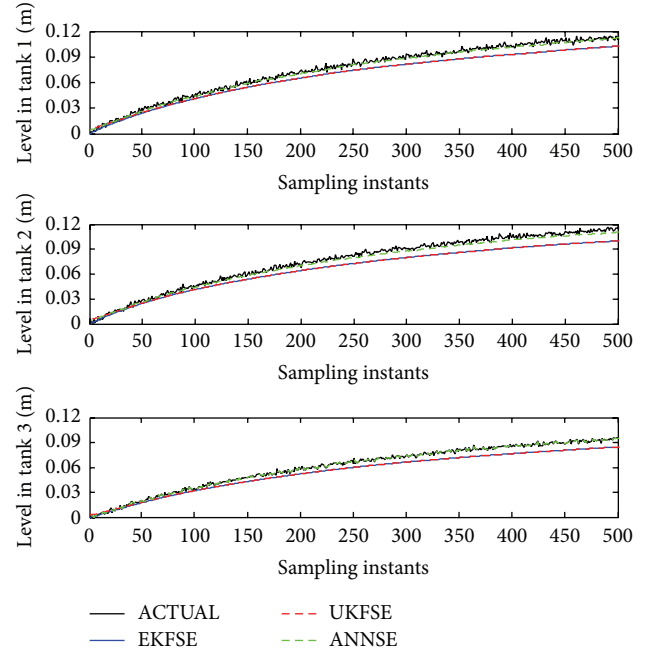 Level in tank 1 (m)
0.12
0.09
0.06
0.03
0
0 50 100 150 200 250 300 350 400 450 500
Sampling instants
Level in tank 2 (m)
0.12
0.09
0.06
0.03
0
0 50 100 150 200 250 300 350 400 450 500
Sampling instants
Level in tank 3 (m)
0.12
0.09
0.06
0.03
0
0 50 100 150 200 250 300 350 400 450 500
Sampling instants
ACTUAL UKFSE
EKFSE ANNSE